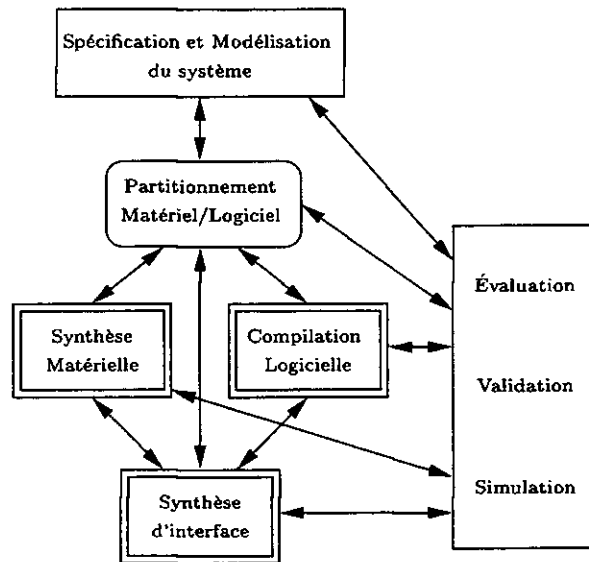 Spécification et Modélisation
du système
Partitionnement
Matériel/Logiciel
Synthèse
Matérielle
Compilation
Logicielle
Synthèse
d'interface
Évaluation
Validation
Simulation